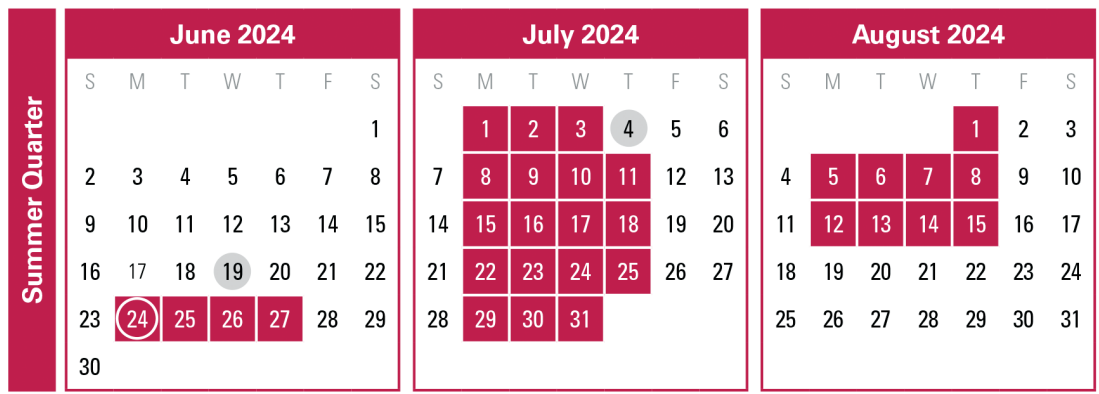 Summer Quarter
June 2024
S M T W T F S
1
2 3 4 5 6 7 8
9 10 11 12 13 14 15
16 17 18 19 20 21 22
23 24 25 26 27 28 29
30
July 2024
S M T W T F S
1 2 3 4 5 6
7 8 9 10 11 12 13
14 15 16 17 18 19 20
21 22 23 24 25 26 27
28 29 30 31
August 2024
S M T W T F S
1 2 3
4 5 6 7 8 9 10
11 12 13 14 15 16 17
18 19 20 21 22 23 24
25 26 27 28 29 30 31